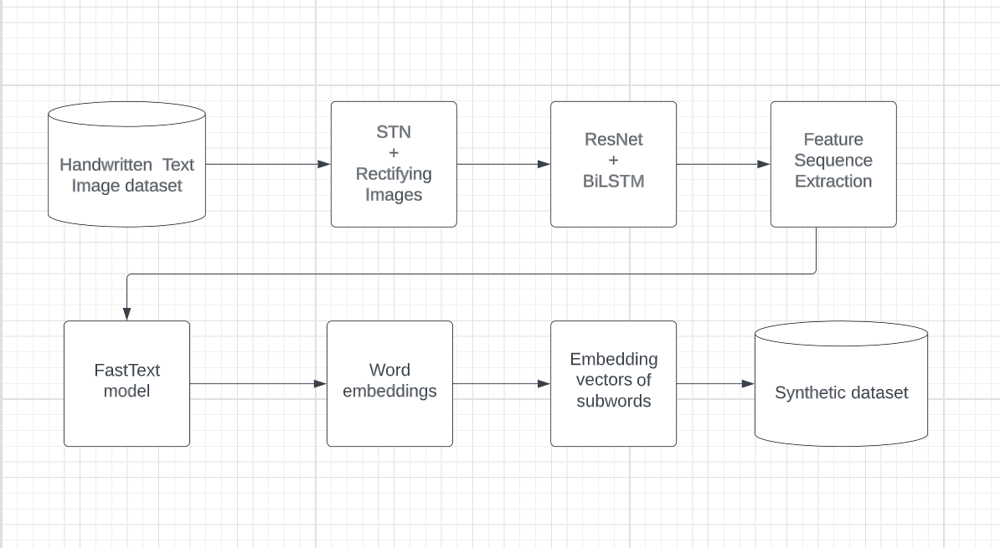 Handwritten Text
Image dataset
STN
+
Rectifying
Images
ResNet
+
BiLSTM
Feature
Sequence
Extraction
FastText
model
Word
embeddings
Embedding
vectors of
subwords
Synthetic dataset